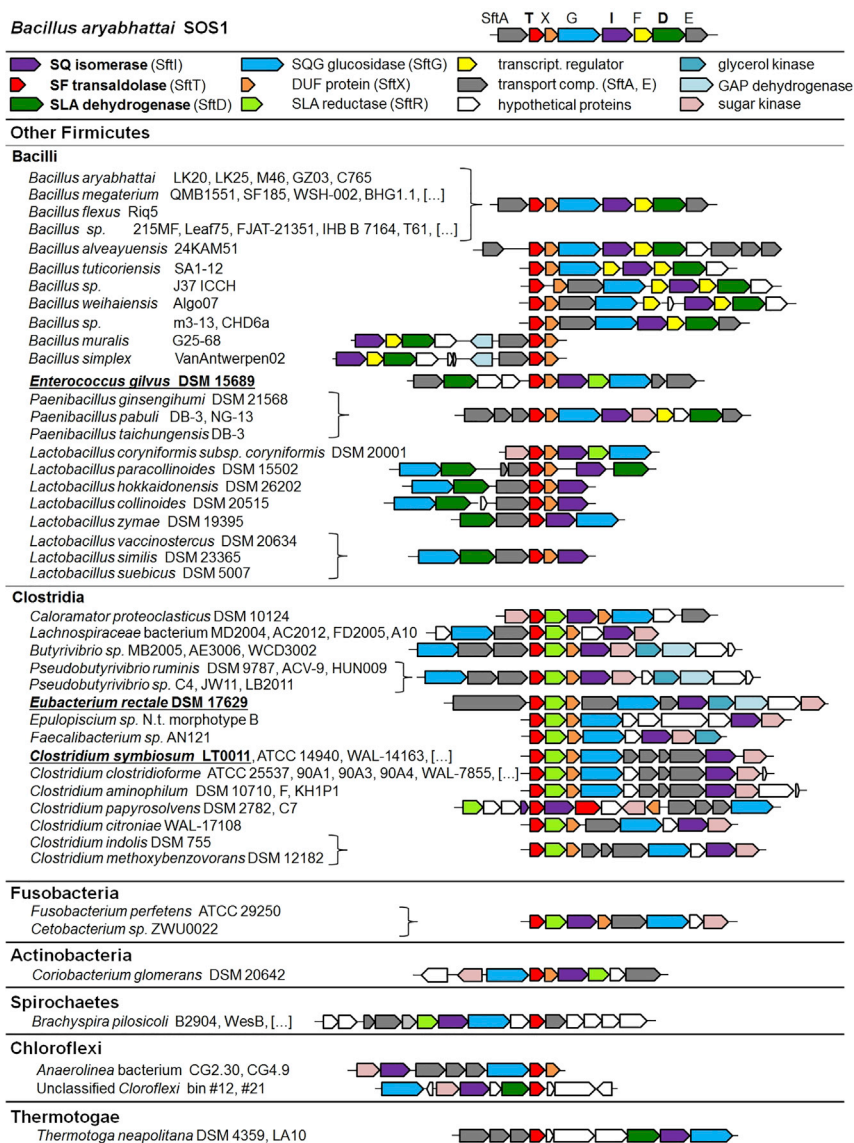 SftA T X G I F D E
Bacillus aryabhattai SOS1
SQ isomerase (SftI) SQG glucosidase (SftG) transcript. regulator glycerol kinase
SF transaldolase (SftT) DUF protein (SftX) transport comp. (SftA, E) GAP dehydrogenase
SLA dehydrogenase (SftD) SLA reductase (SftR) hypothetical proteins sugar kinase
Other Firmicutes
Bacilli
Bacillus aryabhattai LK20, LK25, M46, GZ03, C765
Bacillus megaterium QMB1551, SF185, WSH-002, BHG1.1, [...]
Bacillus flexus Riq5
Bacillus sp. 215MF, Leaf75, FJAT-21351, IHB B 7164, T61, [...]
Bacillus alveayuensis 24KAM51
Bacillus tuticoriensis SA1-12
Bacillus sp. J37 ICCH
Bacillus weihaiensis Algo07
Bacillus sp. m3-13, CHD6a
Bacillus muralis G25-68
Bacillus simplex VanAntwerpen02
Enterococcus gilvus DSM 15689
Paenibacillus ginsengihumi DSM 21568
Paenibacillus pabuli DB-3, NG-13
Paenibacillus taichungensis DB-3
Lactobacillus coryniformis subsp. coryniformis DSM 20001
Lactobacillus paracollinoides DSM 15502
Lactobacillus hokkaidonensis DSM 26202
Lactobacillus collinoides DSM 20515
Lactobacillus zymae DSM 19395
Lactobacillus vaccinostercus DSM 20634
Lactobacillus similis DSM 23365
Lactobacillus suebicus DSM 5007
Clostridia
Caloramator proteoclasticus DSM 10124
Lachnospiraceae bacterium MD2004, AC2012, FD2005, A10
Butyrivibrio sp. MB2005, AE3006, WCD3002
Pseudobutyrivibrio ruminis DSM 9787, ACV-9, HUN009
Pseudobutyrivibrio sp. C4, JW11, LB2011
Eubacterium rectale DSM 17629
Epulopiscium sp. N.t. morphotype B
Faecalibacterium sp. AN121
Clostridium symbiosum LT0011, ATCC 14940, WAL-14163, [...]
Clostridium clostridioforme ATCC 25537, 90A1, 90A3, 90A4, WAL-7855, [...]
Clostridium aminophilum DSM 10710, F, KH1P1
Clostridium papyrosolvens DSM 2782, C7
Clostridium citroniae WAL-17108
Clostridium indolis DSM 755
Clostridium methoxybenzovorans DSM 12182
Fusobacteria
Fusobacterium perfetens ATCC 29250
Cetobacterium sp. ZWU0022
Actinobacteria
Coriobacterium glomerans DSM 20642
Spirochaetes
Brachyspira pilosicoli B2904, WesB, [...]
Chloroflexi
Anaerolinea bacterium CG2.30, CG4.9
Unclassified Cloroflexi bin #12, #21
Thermotogae
Thermotoga neapolitana DSM 4359, LA10